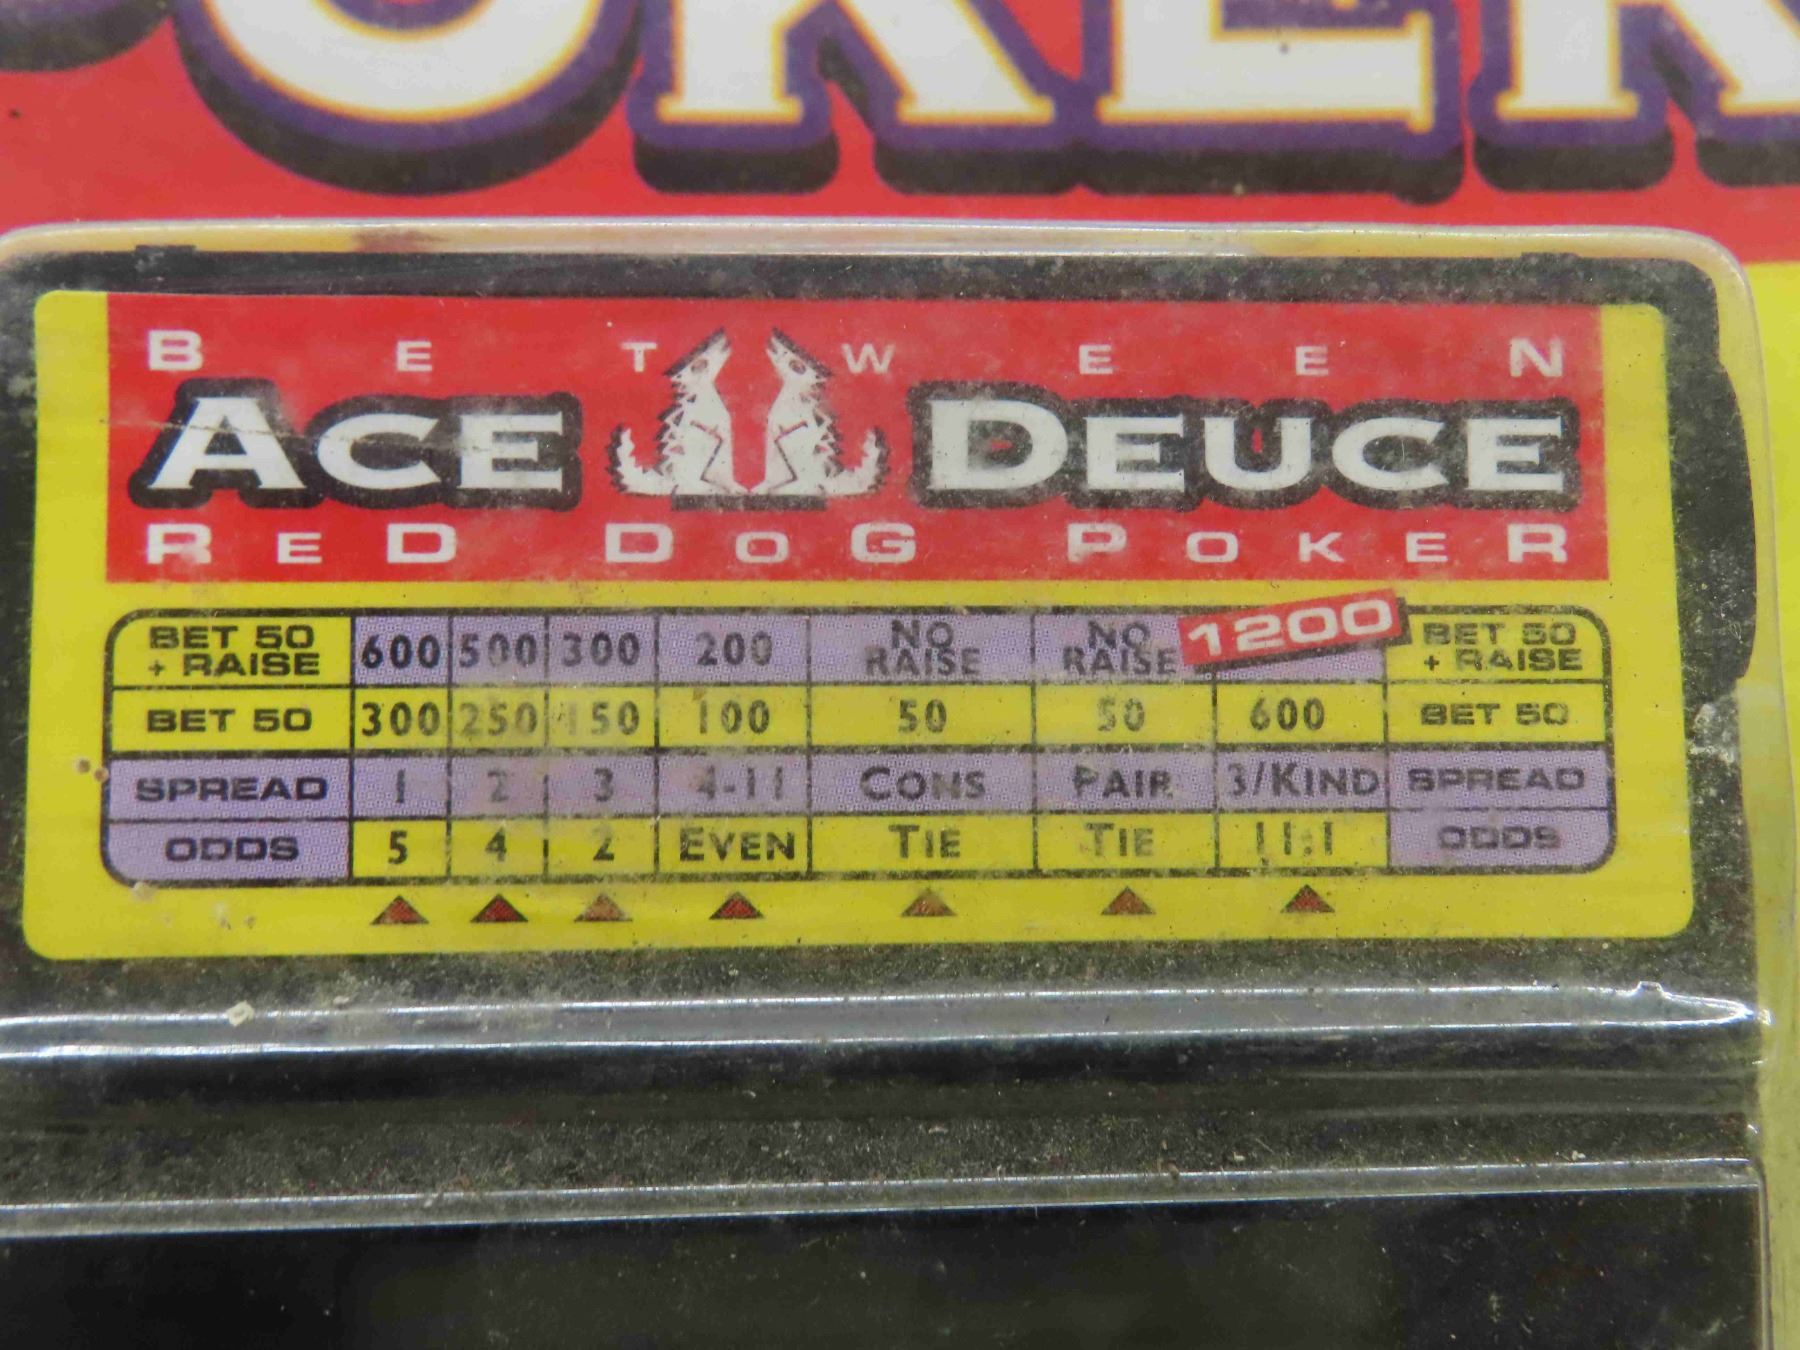 POKER
BETWEEN
ACE DEUCE
RED DOG POKER
BET 50 + RAISE 600 500 300 200 NO RAISE NO RAISE 1200 BET 50 + RAISE
BET 50 300 250 150 100 50 50 600 BET 50
SPREAD 1 2 3 4-11 CONS PAIR 3/KIND SPREAD
ODDS 5 4 2 EVEN TIE TIE 11:1 ODDS